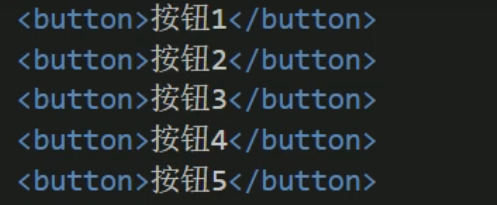 <button>按钮1</button>
<button>按钮2</button>
<button>按钮3</button>
<button>按钮4</button>
<button>按钮5</button>